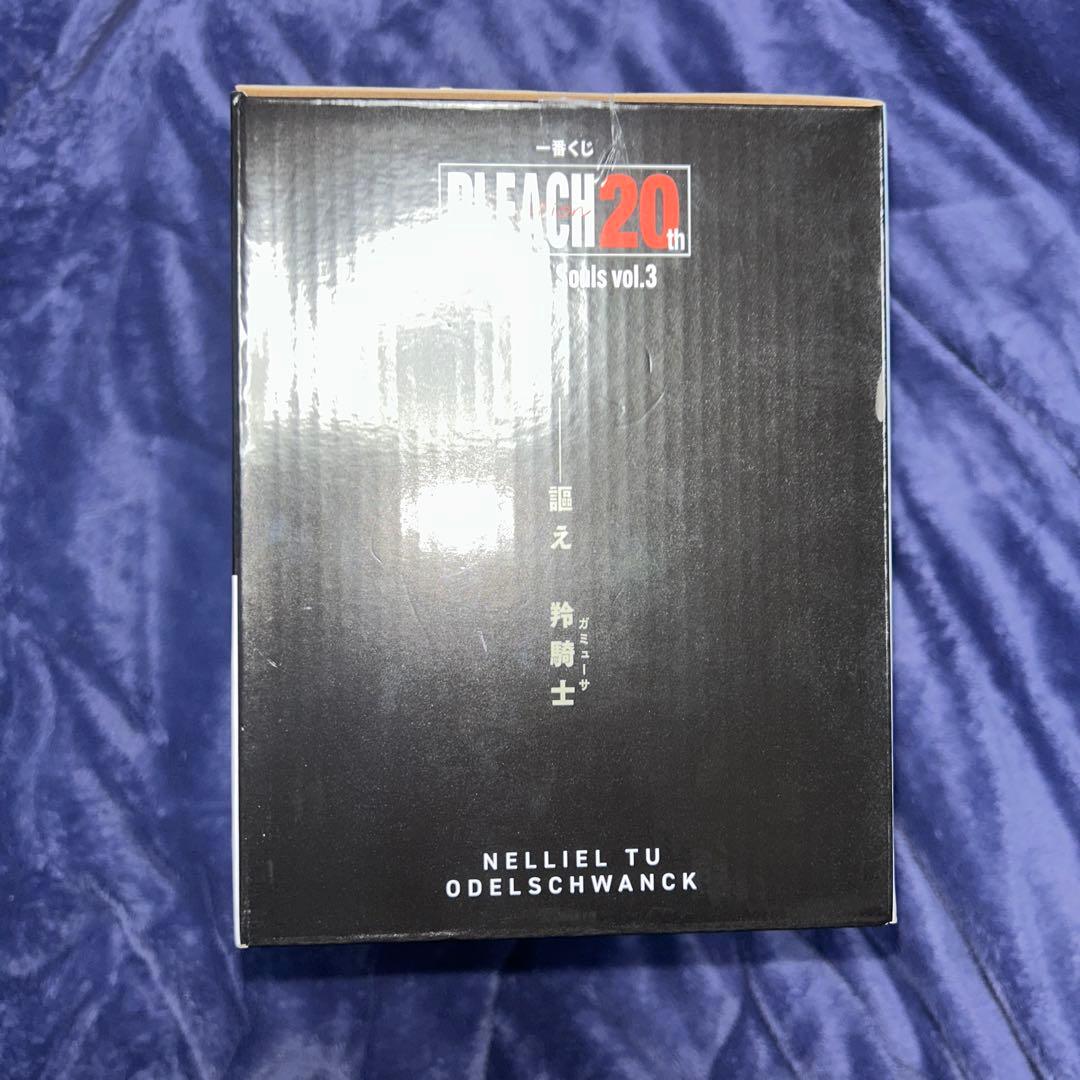 一番くじ
BLEACH 20th
Souls vol.3
謳え 羚騎士
ガミューサ
NELLIEL TU
ODELSCHWANCK